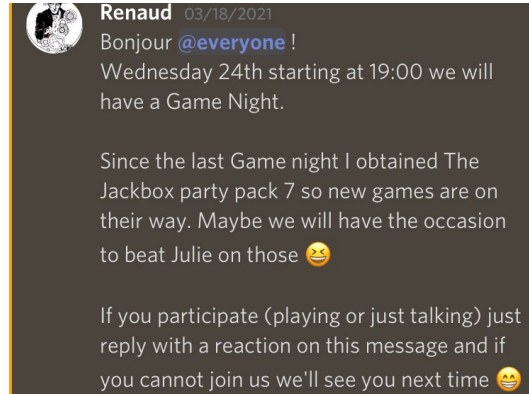 Renaud 03/18/2021
Bonjour @everyone !
Wednesday 24th starting at 19:00 we will
have a Game Night.
Since the last Game night I obtained The
Jackbox party pack 7 so new games are on
their way. Maybe we will have the occasion
to beat Julie on those 😆
If you participate (playing or just talking) just
reply with a reaction on this message and if
you cannot join us we'll see you next time 😁